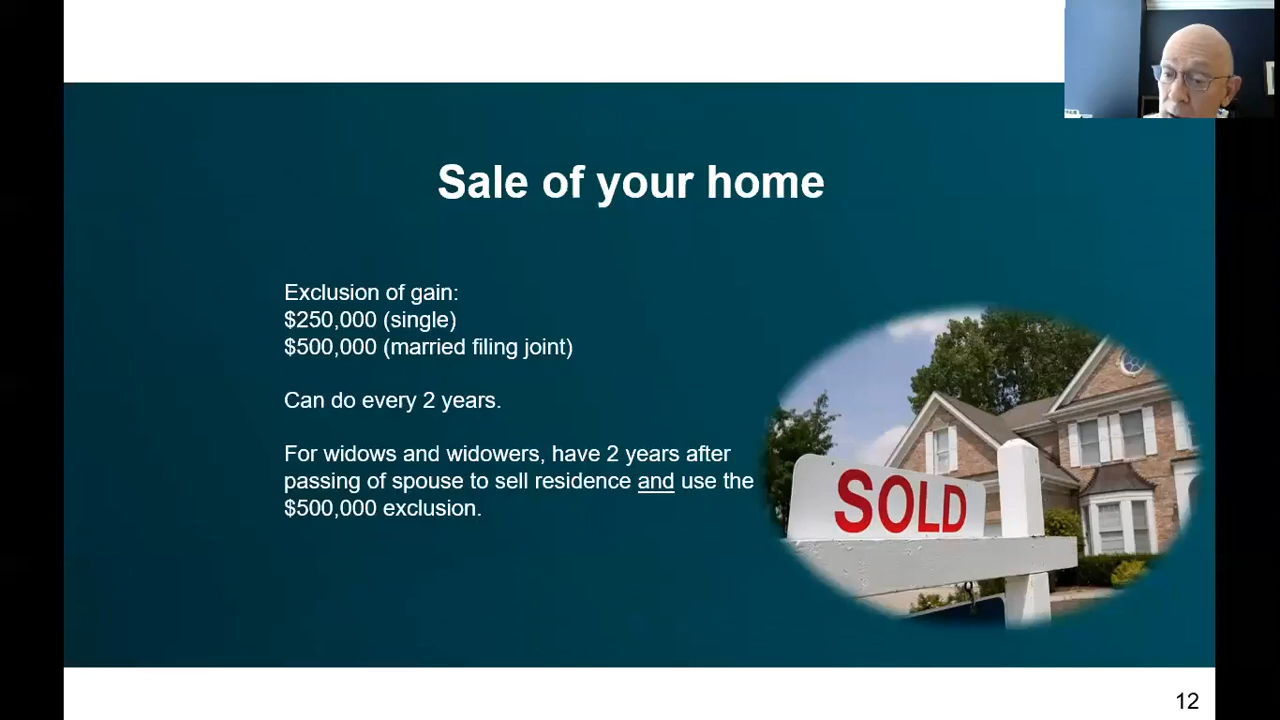 Sale of your home
Exclusion of gain:
$250,000 (single)
$500,000 (married filing joint)
Can do every 2 years.
For widows and widowers, have 2 years after
passing of spouse to sell residence and use the
$500,000 exclusion.
SOLD
12